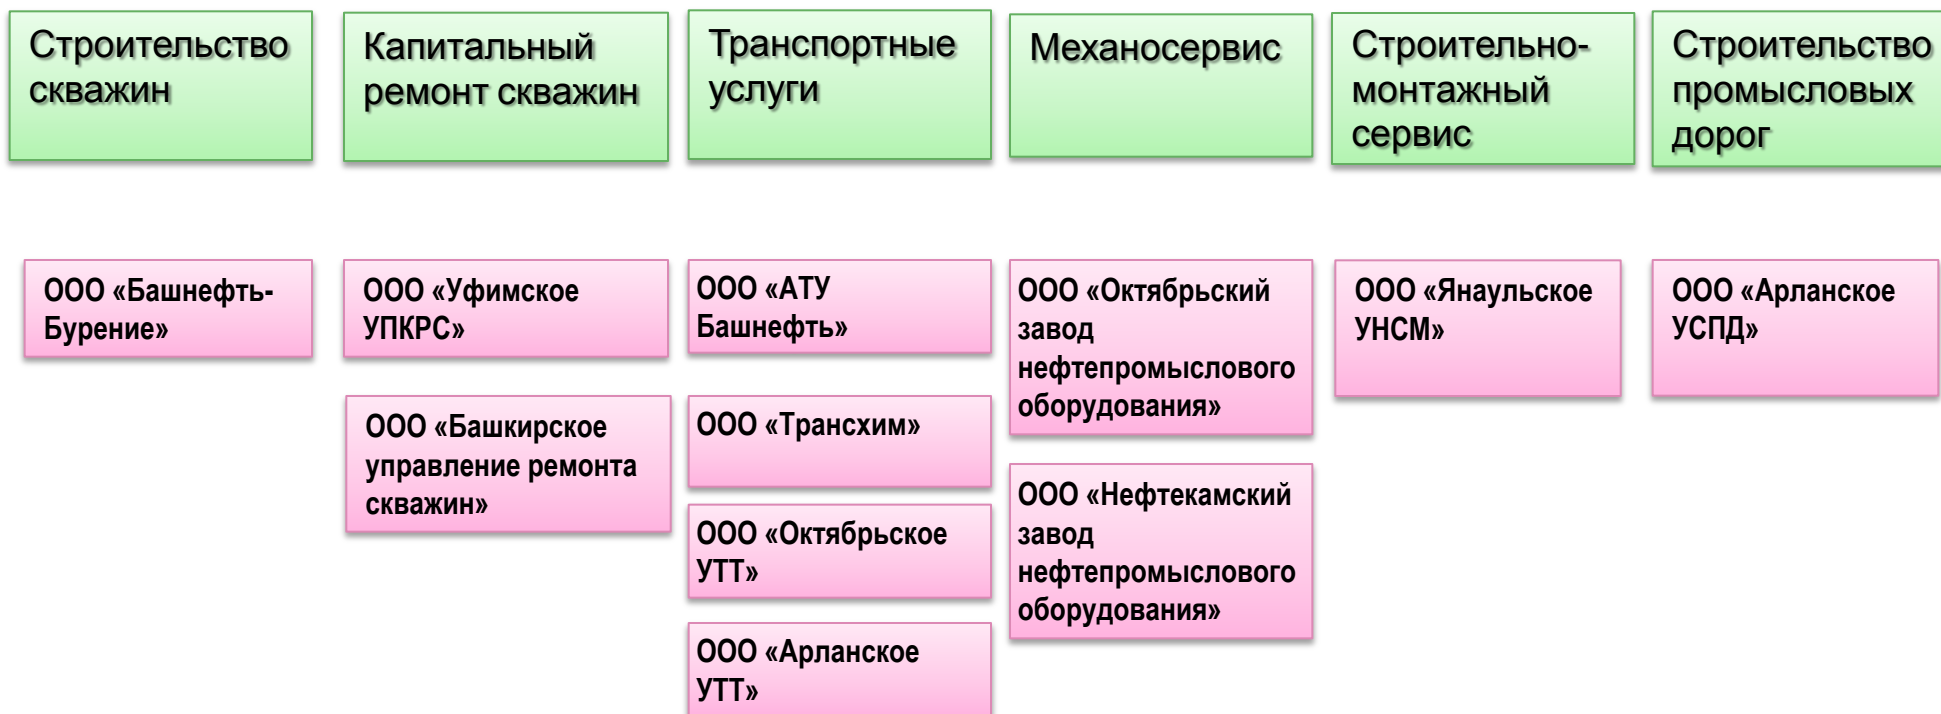 Строительство
скважин
Капитальный
ремонт скважин
Транспортные
услуги
Механосервис
Строительно-
монтажный
сервис
Строительство
промысловых
дорог
ООО «Башнефть-
Бурение»
ООО «Уфимское
УПКРС»
ООО «Башкирское
управление ремонта
скважин»
ООО «АТУ
Башнефть»
ООО «Трансхим»
ООО «Октябрьское
УТТ»
ООО «Арланское
УТТ»
ООО «Октябрьский
завод
нефтепромыслового
оборудования»
ООО «Нефтекамский
завод
нефтепромыслового
оборудования»
ООО «Янаульское
УНСМ»
ООО «Арланское
УСПД»